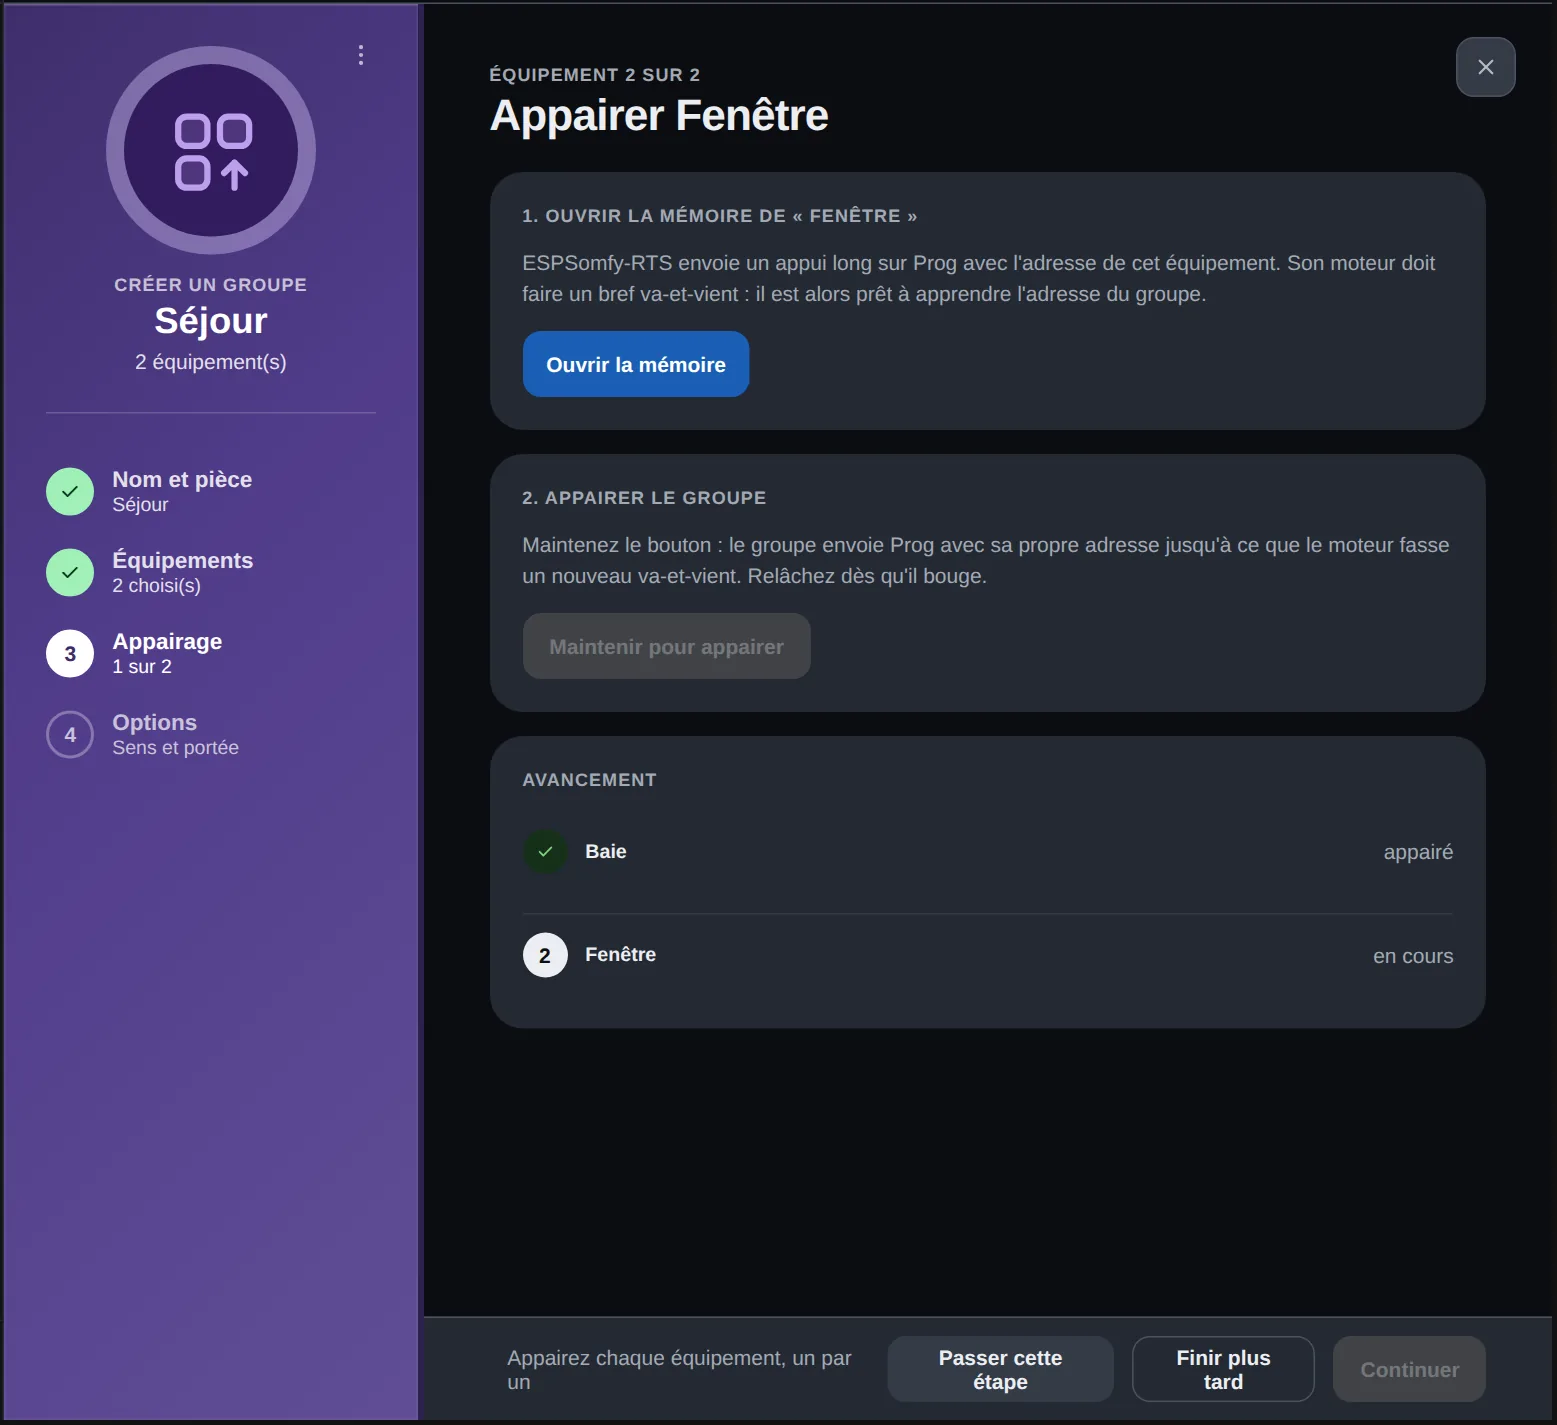 CRÉER UN GROUPE
Séjour
2 équipement(s)
Nom et pièce
Séjour
Équipements
2 choisi(s)
3
Appairage
1 sur 2
4
Options
Sens et portée
ÉQUIPEMENT 2 SUR 2
Appairer Fenêtre
1. OUVRIR LA MÉMOIRE DE « FENÊTRE »
ESPSomfy-RTS envoie un appui long sur Prog avec l'adresse de cet équipement. Son moteur doit
faire un bref va-et-vient : il est alors prêt à apprendre l'adresse du groupe.
Ouvrir la mémoire
2. APPAIRER LE GROUPE
Maintenez le bouton : le groupe envoie Prog avec sa propre adresse jusqu'à ce que le moteur fasse
un nouveau va-et-vient. Relâchez dès qu'il bouge.
Maintenir pour appairer
AVANCEMENT
Baie
appairé
2
Fenêtre
en cours
Appairez chaque équipement, un par
un
Passer cette
étape
Finir plus
tard
Continuer